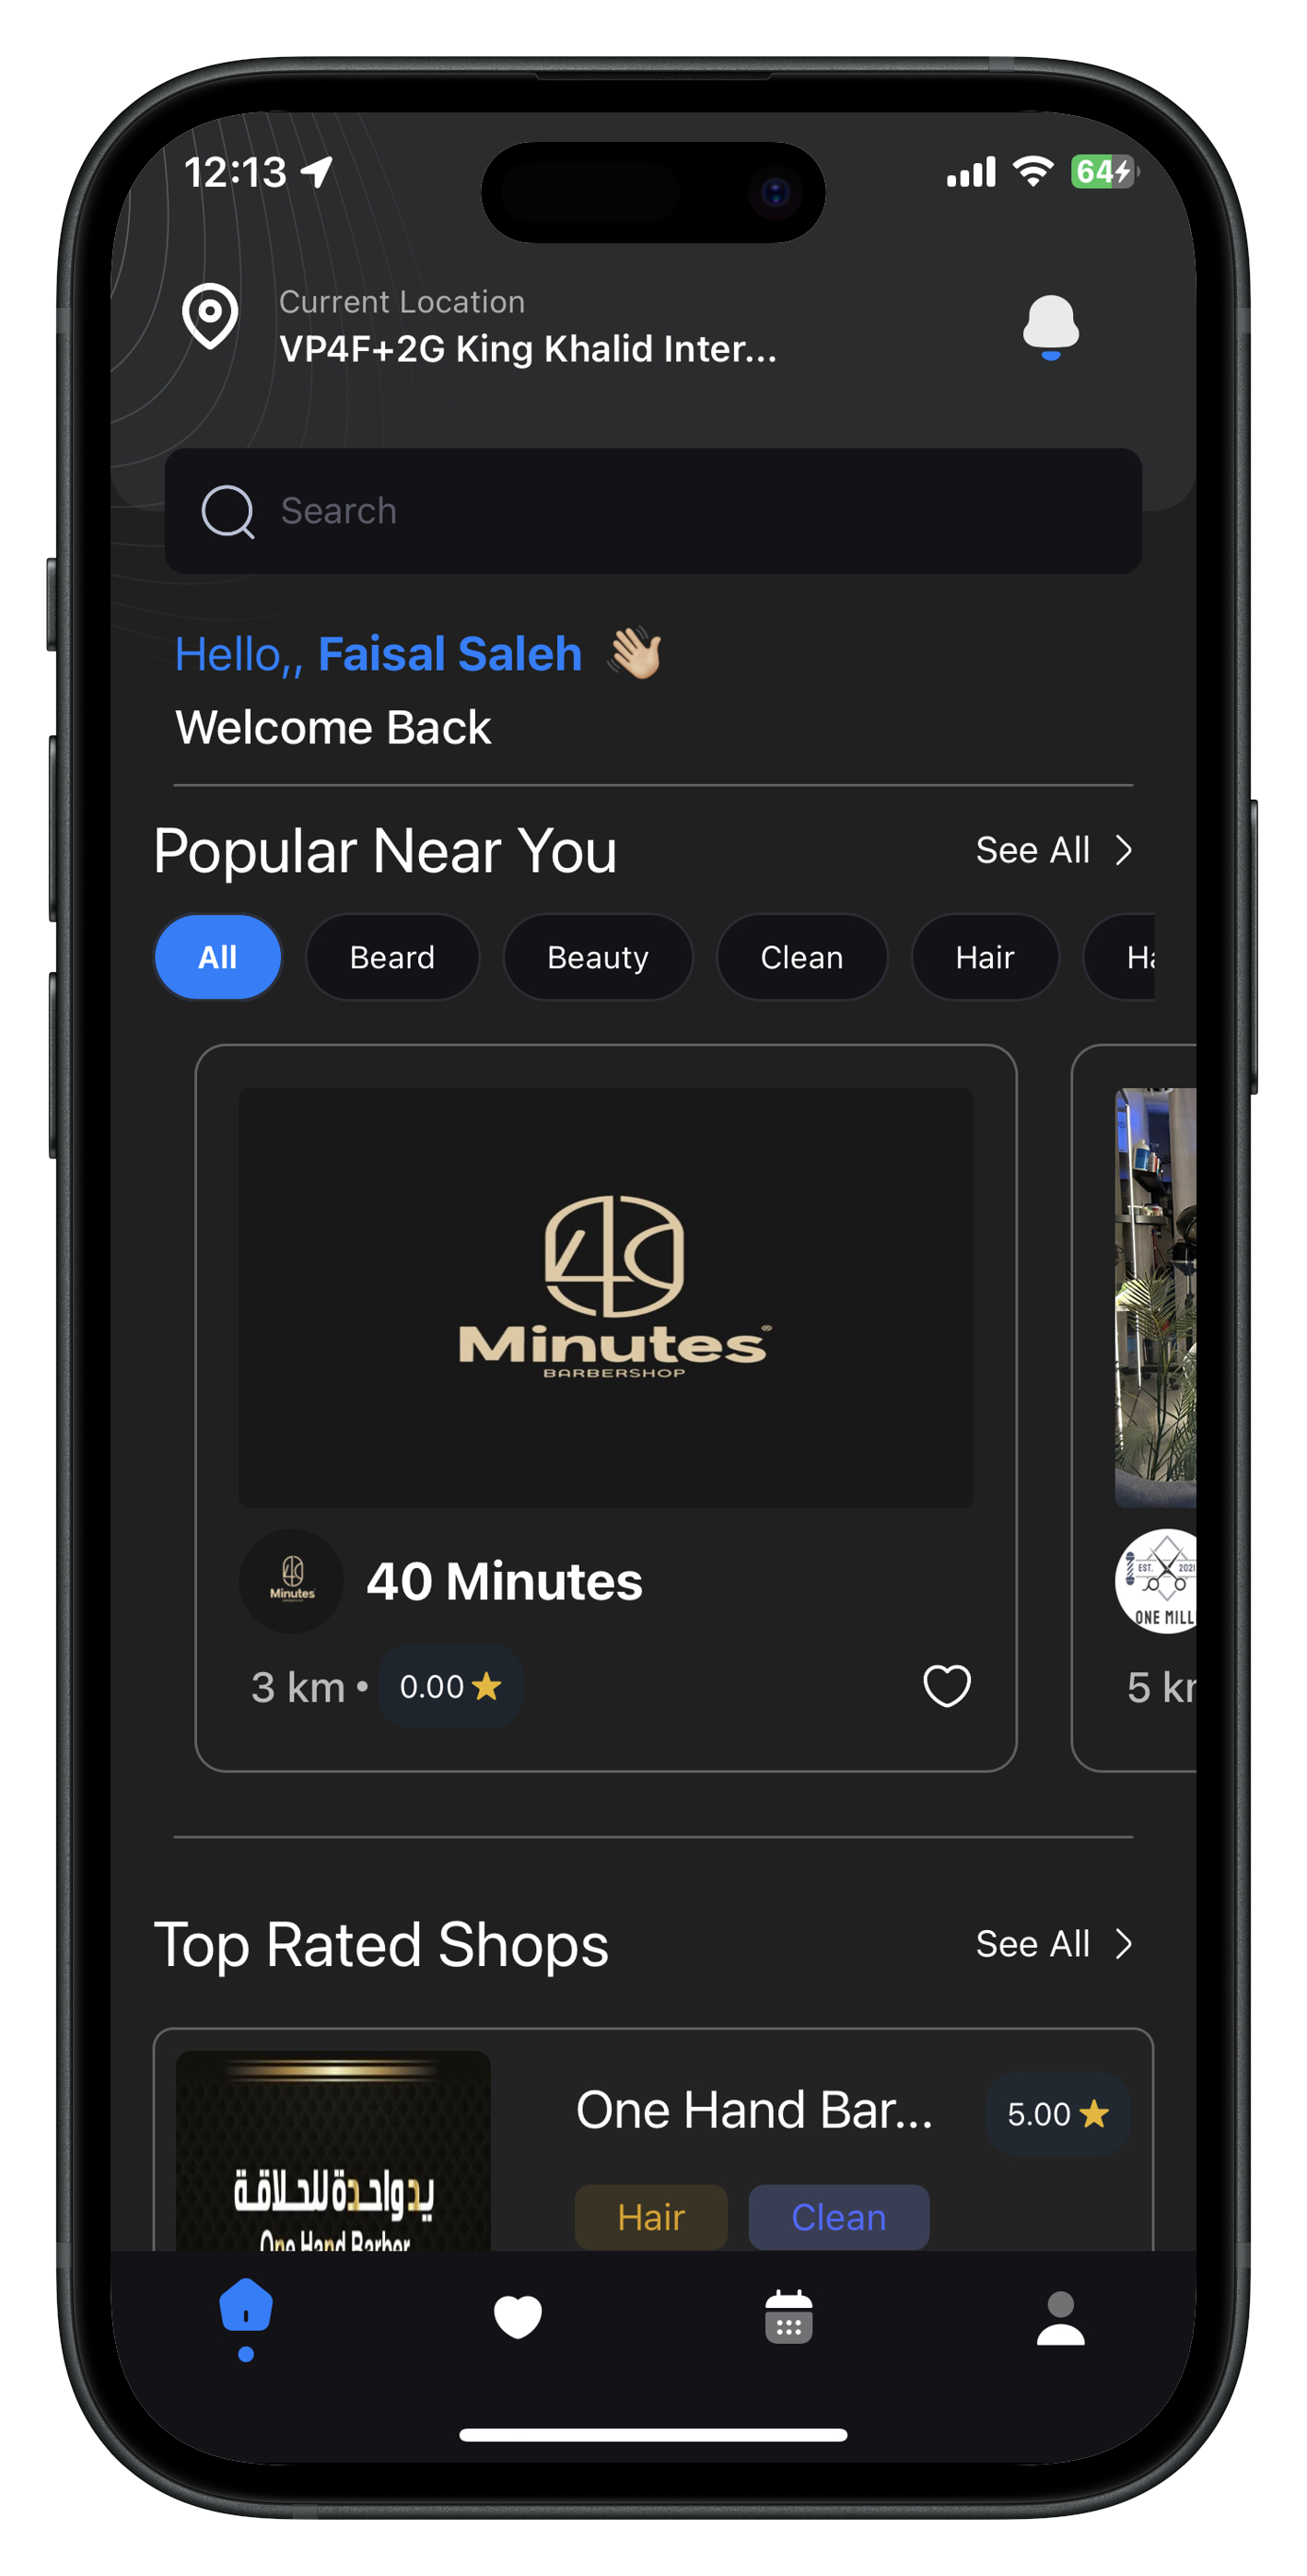 12:13
64
Current Location
VP4F+2G King Khalid Inter...
Search
Hello,, Faisal Saleh 👋🏼
Welcome Back
Popular Near You
See All
All
Beard
Beauty
Clean
Hair
Ha
40
Minutes®
BARBERSHOP
40
Minutes
40 Minutes
EST. 2021
ONE MILL
3 km • 0.00
5 km
Top Rated Shops
See All
يد واحدة للحلاقة
One Hand Barber
One Hand Bar...
5.00
Hair
Clean